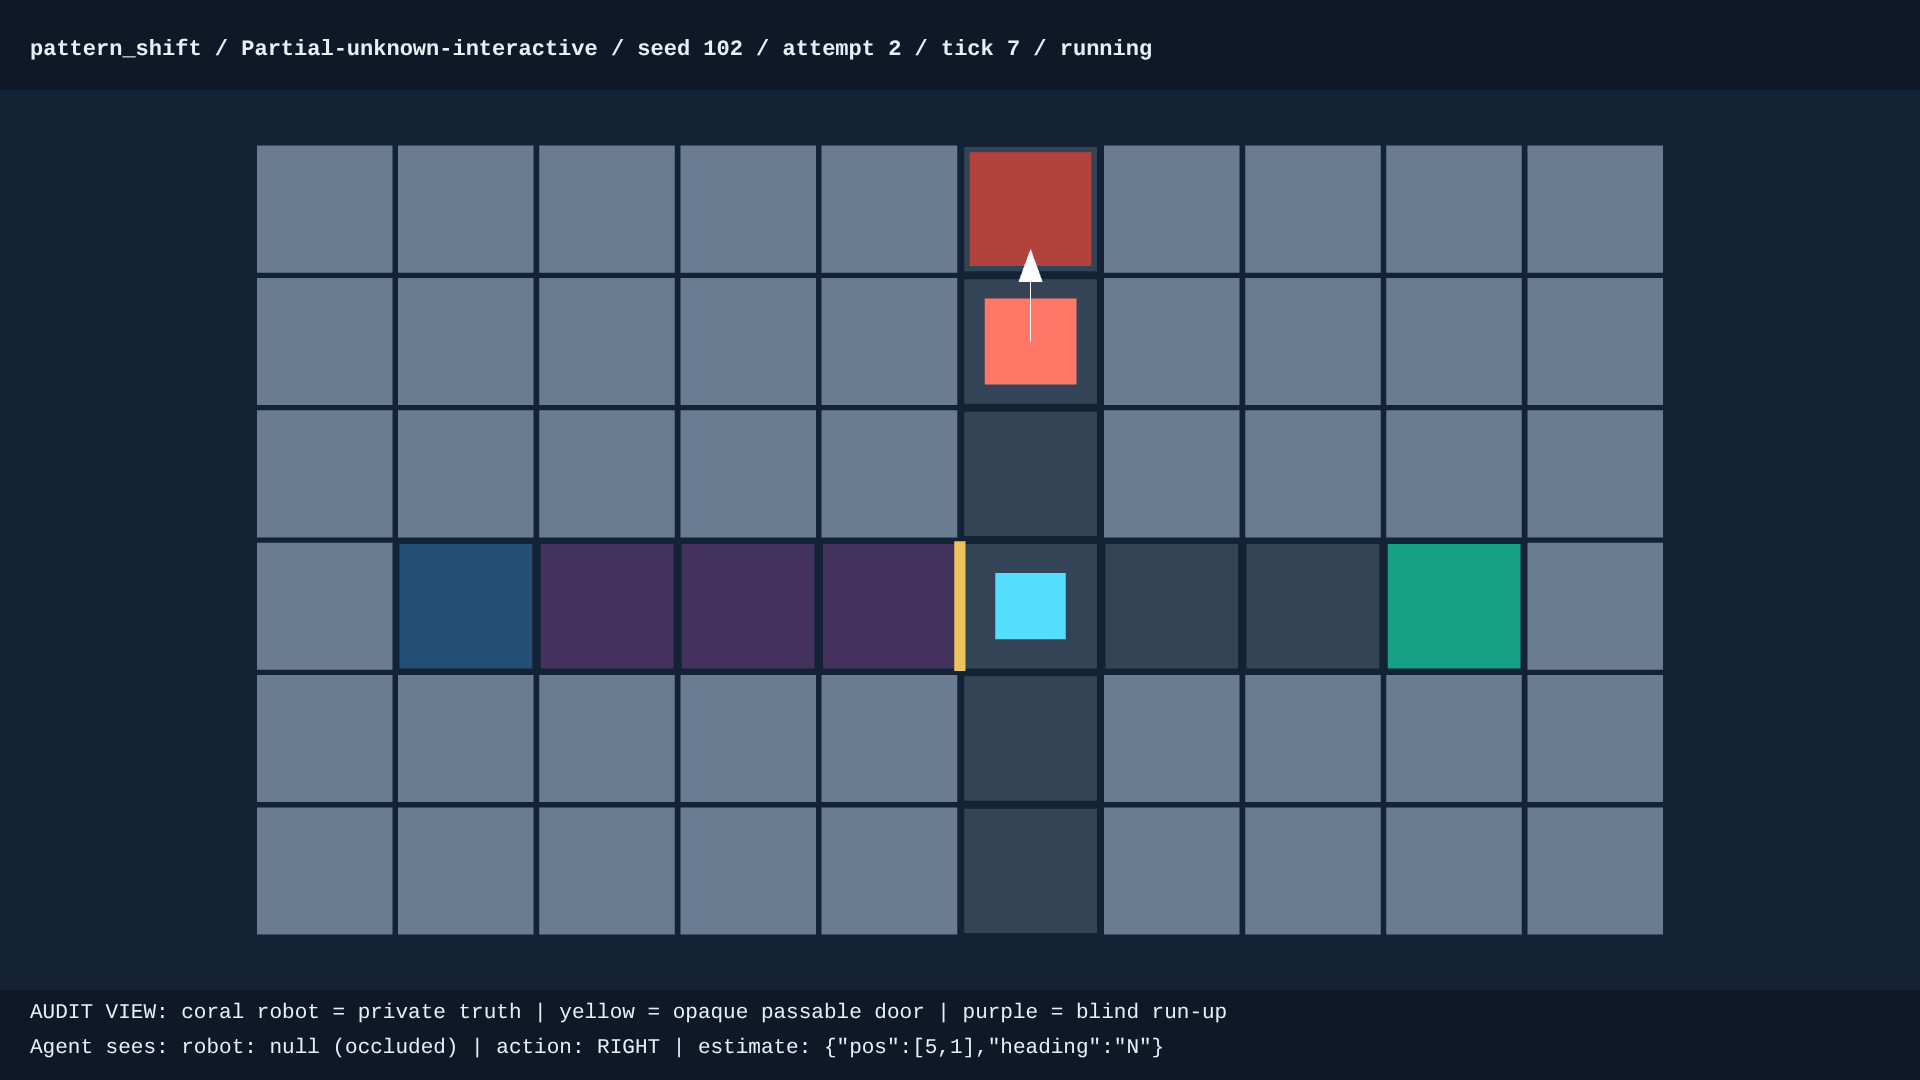 pattern_shift / Partial-unknown-interactive / seed 102 / attempt 2 / tick 7 / running
AUDIT VIEW: coral robot = private truth | yellow = opaque passable door | purple = blind run-up
Agent sees: robot: null (occluded) | action: RIGHT | estimate: {"pos":[5,1],"heading":"N"}